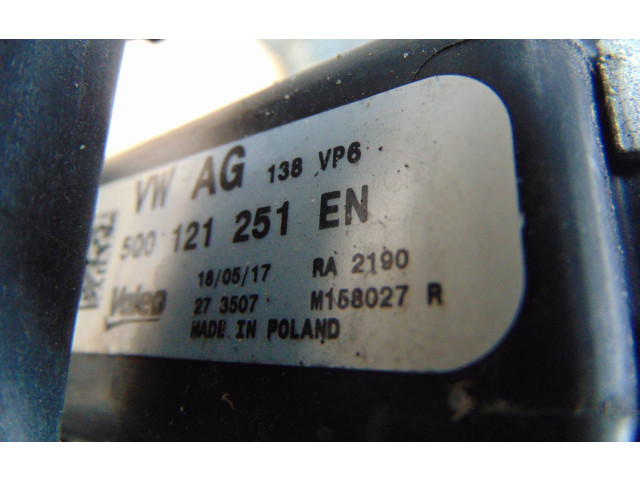 VW AG 138 VP6
5Q0 121 251 EN
18/05/17 RA 2190
Valeo 27 3507 M158027 R
MADE IN POLAND